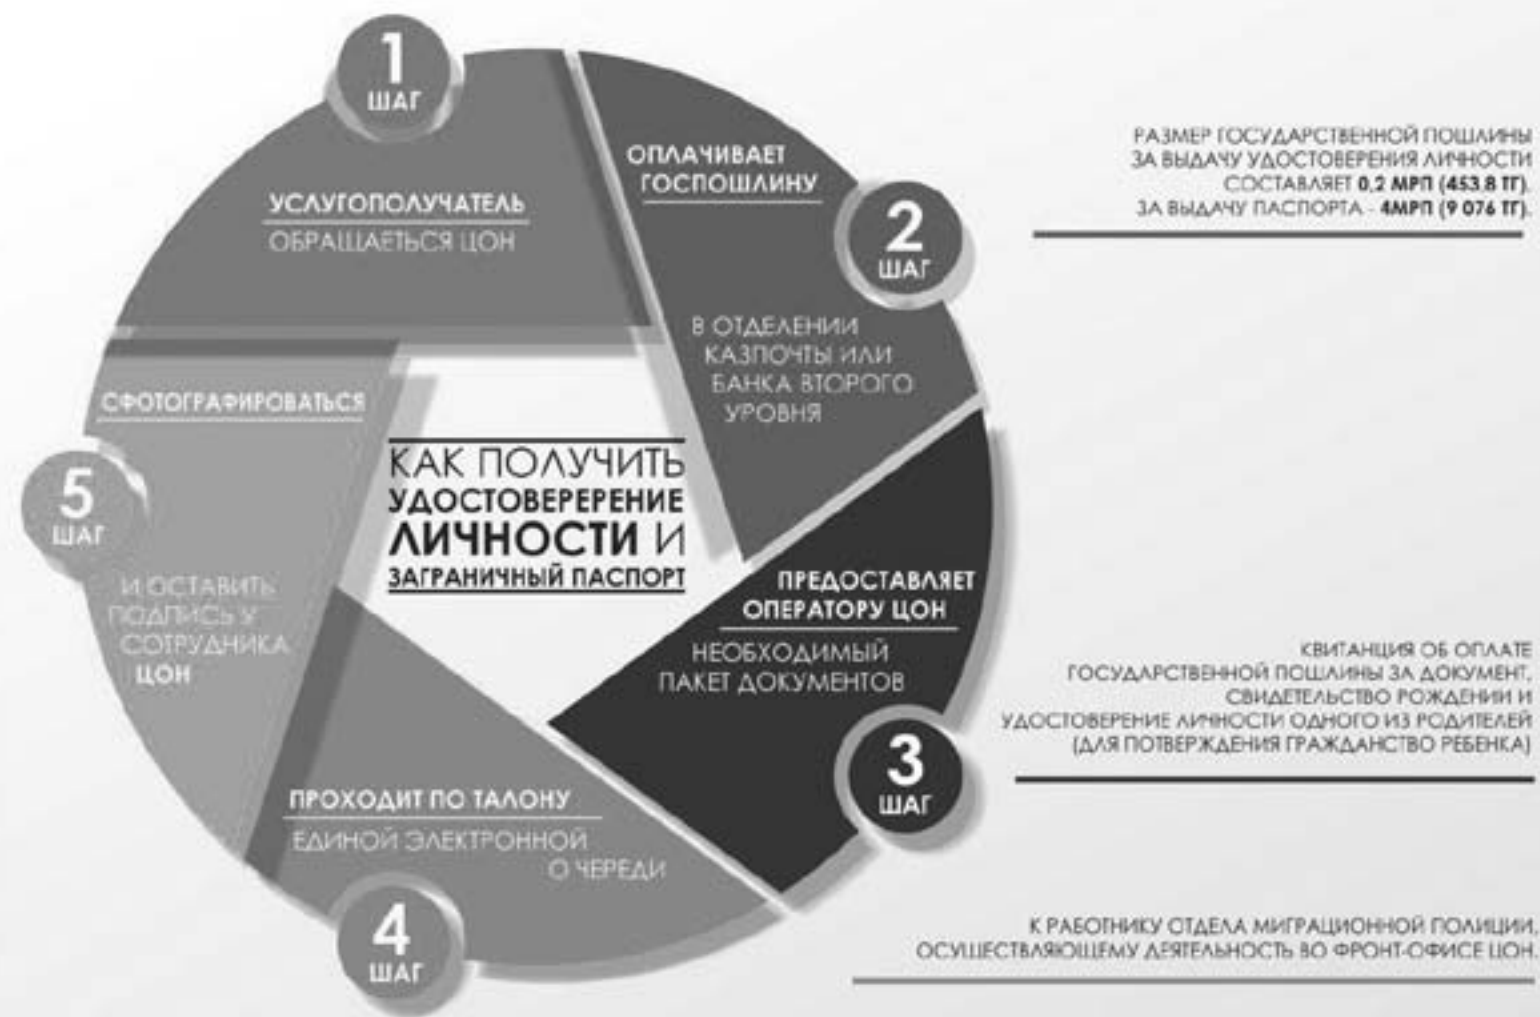 КАК ПОЛУЧИТЬ
УДОСТОВЕРЕРЕНИЕ
ЛИЧНОСТИ И
ЗАГРАНИЧНЫЙ ПАСПОРТ
1
ШАГ
УСЛУГОПОЛУЧАТЕЛЬ
ОБРАЩАЕТЬСЯ ЦОН
2
ШАГ
ОПЛАЧИВАЕТ
ГОСПОШЛИНУ
В ОТДЕЛЕНИИ
КАЗПОЧТЫ ИЛИ
БАНКА ВТОРОГО
УРОВНЯ
РАЗМЕР ГОСУДАРСТВЕННОЙ ПОШЛИНЫ
ЗА ВЫДАЧУ УДОСТОВЕРЕНИЯ ЛИЧНОСТИ
СОСТАВЛЯЕТ 0,2 МРП (453,8 ТГ),
ЗА ВЫДАЧУ ПАСПОРТА - 4МРП (9 076 ТГ).
3
ШАГ
ПРЕДОСТАВЛЯЕТ
ОПЕРАТОРУ ЦОН
НЕОБХОДИМЫЙ
ПАКЕТ ДОКУМЕНТОВ
КВИТАНЦИЯ ОБ ОПЛАТЕ
ГОСУДАРСТВЕННОЙ ПОШЛИНЫ ЗА ДОКУМЕНТ,
СВИДЕТЕЛЬСТВО РОЖДЕНИИ И
УДОСТОВЕРЕНИЕ ЛИЧНОСТИ ОДНОГО ИЗ РОДИТЕЛЕЙ
(ДЛЯ ПОТВЕРЖДЕНИЯ ГРАЖДАНСТВО РЕБЕНКА)
4
ШАГ
ПРОХОДИТ ПО ТАЛОНУ
ЕДИНОЙ ЭЛЕКТРОННОЙ
О ЧЕРЕДИ
К РАБОТНИКУ ОТДЕЛА МИГРАЦИОННОЙ ПОЛИЦИИ,
ОСУЩЕСТВЛЯЮЩЕМУ ДЕЯТЕЛЬНОСТЬ ВО ФРОНТ-ОФИСЕ ЦОН.
5
ШАГ
СФОТОГРАФИРОВАТЬСЯ
И ОСТАВИТЬ
ПОДПИСЬ У
СОТРУДНИКА
ЦОН